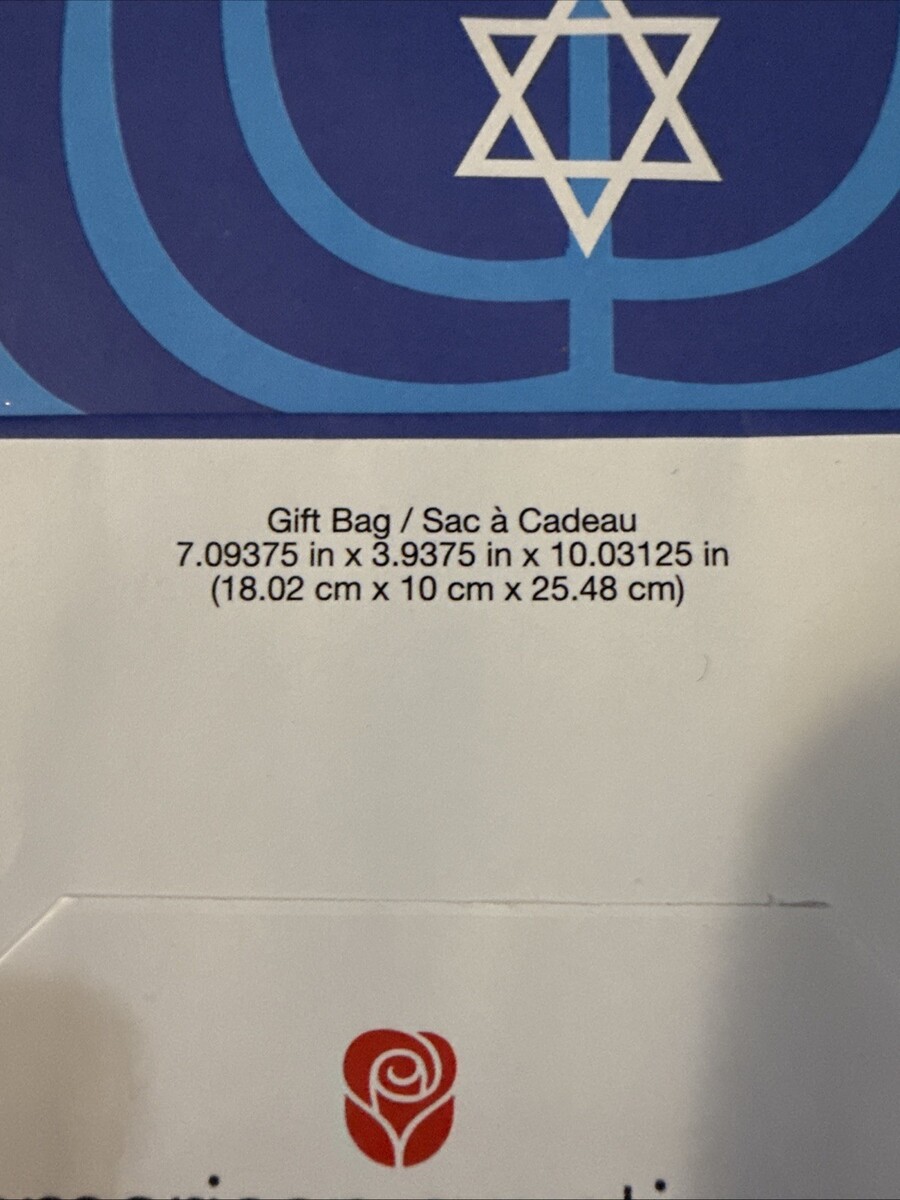 Gift Bag / Sac à Cadeau
7.09375 in x 3.9375 in x 10.03125 in
(18.02 cm x 10 cm x 25.48 cm)